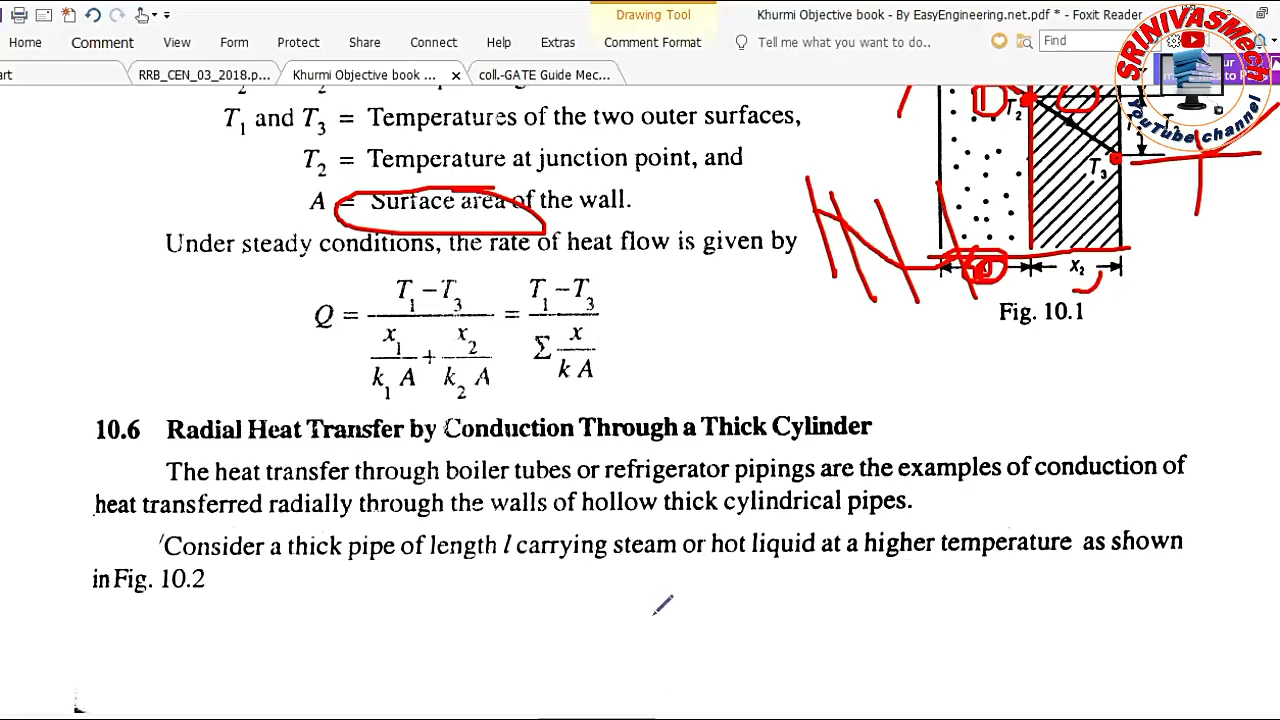 Drawing Tool
Khurmi Objective book - By EasyEngineering.net.pdf * - Foxit Reader
Home Comment View Form Protect Share Connect Help Extras Comment Format Tell me what you want to do.. Find
art RRB_CEN_03_2018.p... Khurmi Objective book ... coll.-GATE Guide Mec...
SRINIVASMech
YouTube channel
T1 and T3 = Temperatures of the two outer surfaces,
T2 = Temperature at junction point, and
A = Surface area of the wall.
Under steady conditions, the rate of heat flow is given by
Q = (T1 – T3) / (x1/(k1 A) + x2/(k2 A)) = (T1 – T3) / (Σ x/(k A))
T2
T3
x2
Fig. 10.1
10.6 Radial Heat Transfer by Conduction Through a Thick Cylinder
The heat transfer through boiler tubes or refrigerator pipings are the examples of conduction of
heat transferred radially through the walls of hollow thick cylindrical pipes.
Consider a thick pipe of length l carrying steam or hot liquid at a higher temperature as shown
in Fig. 10.2